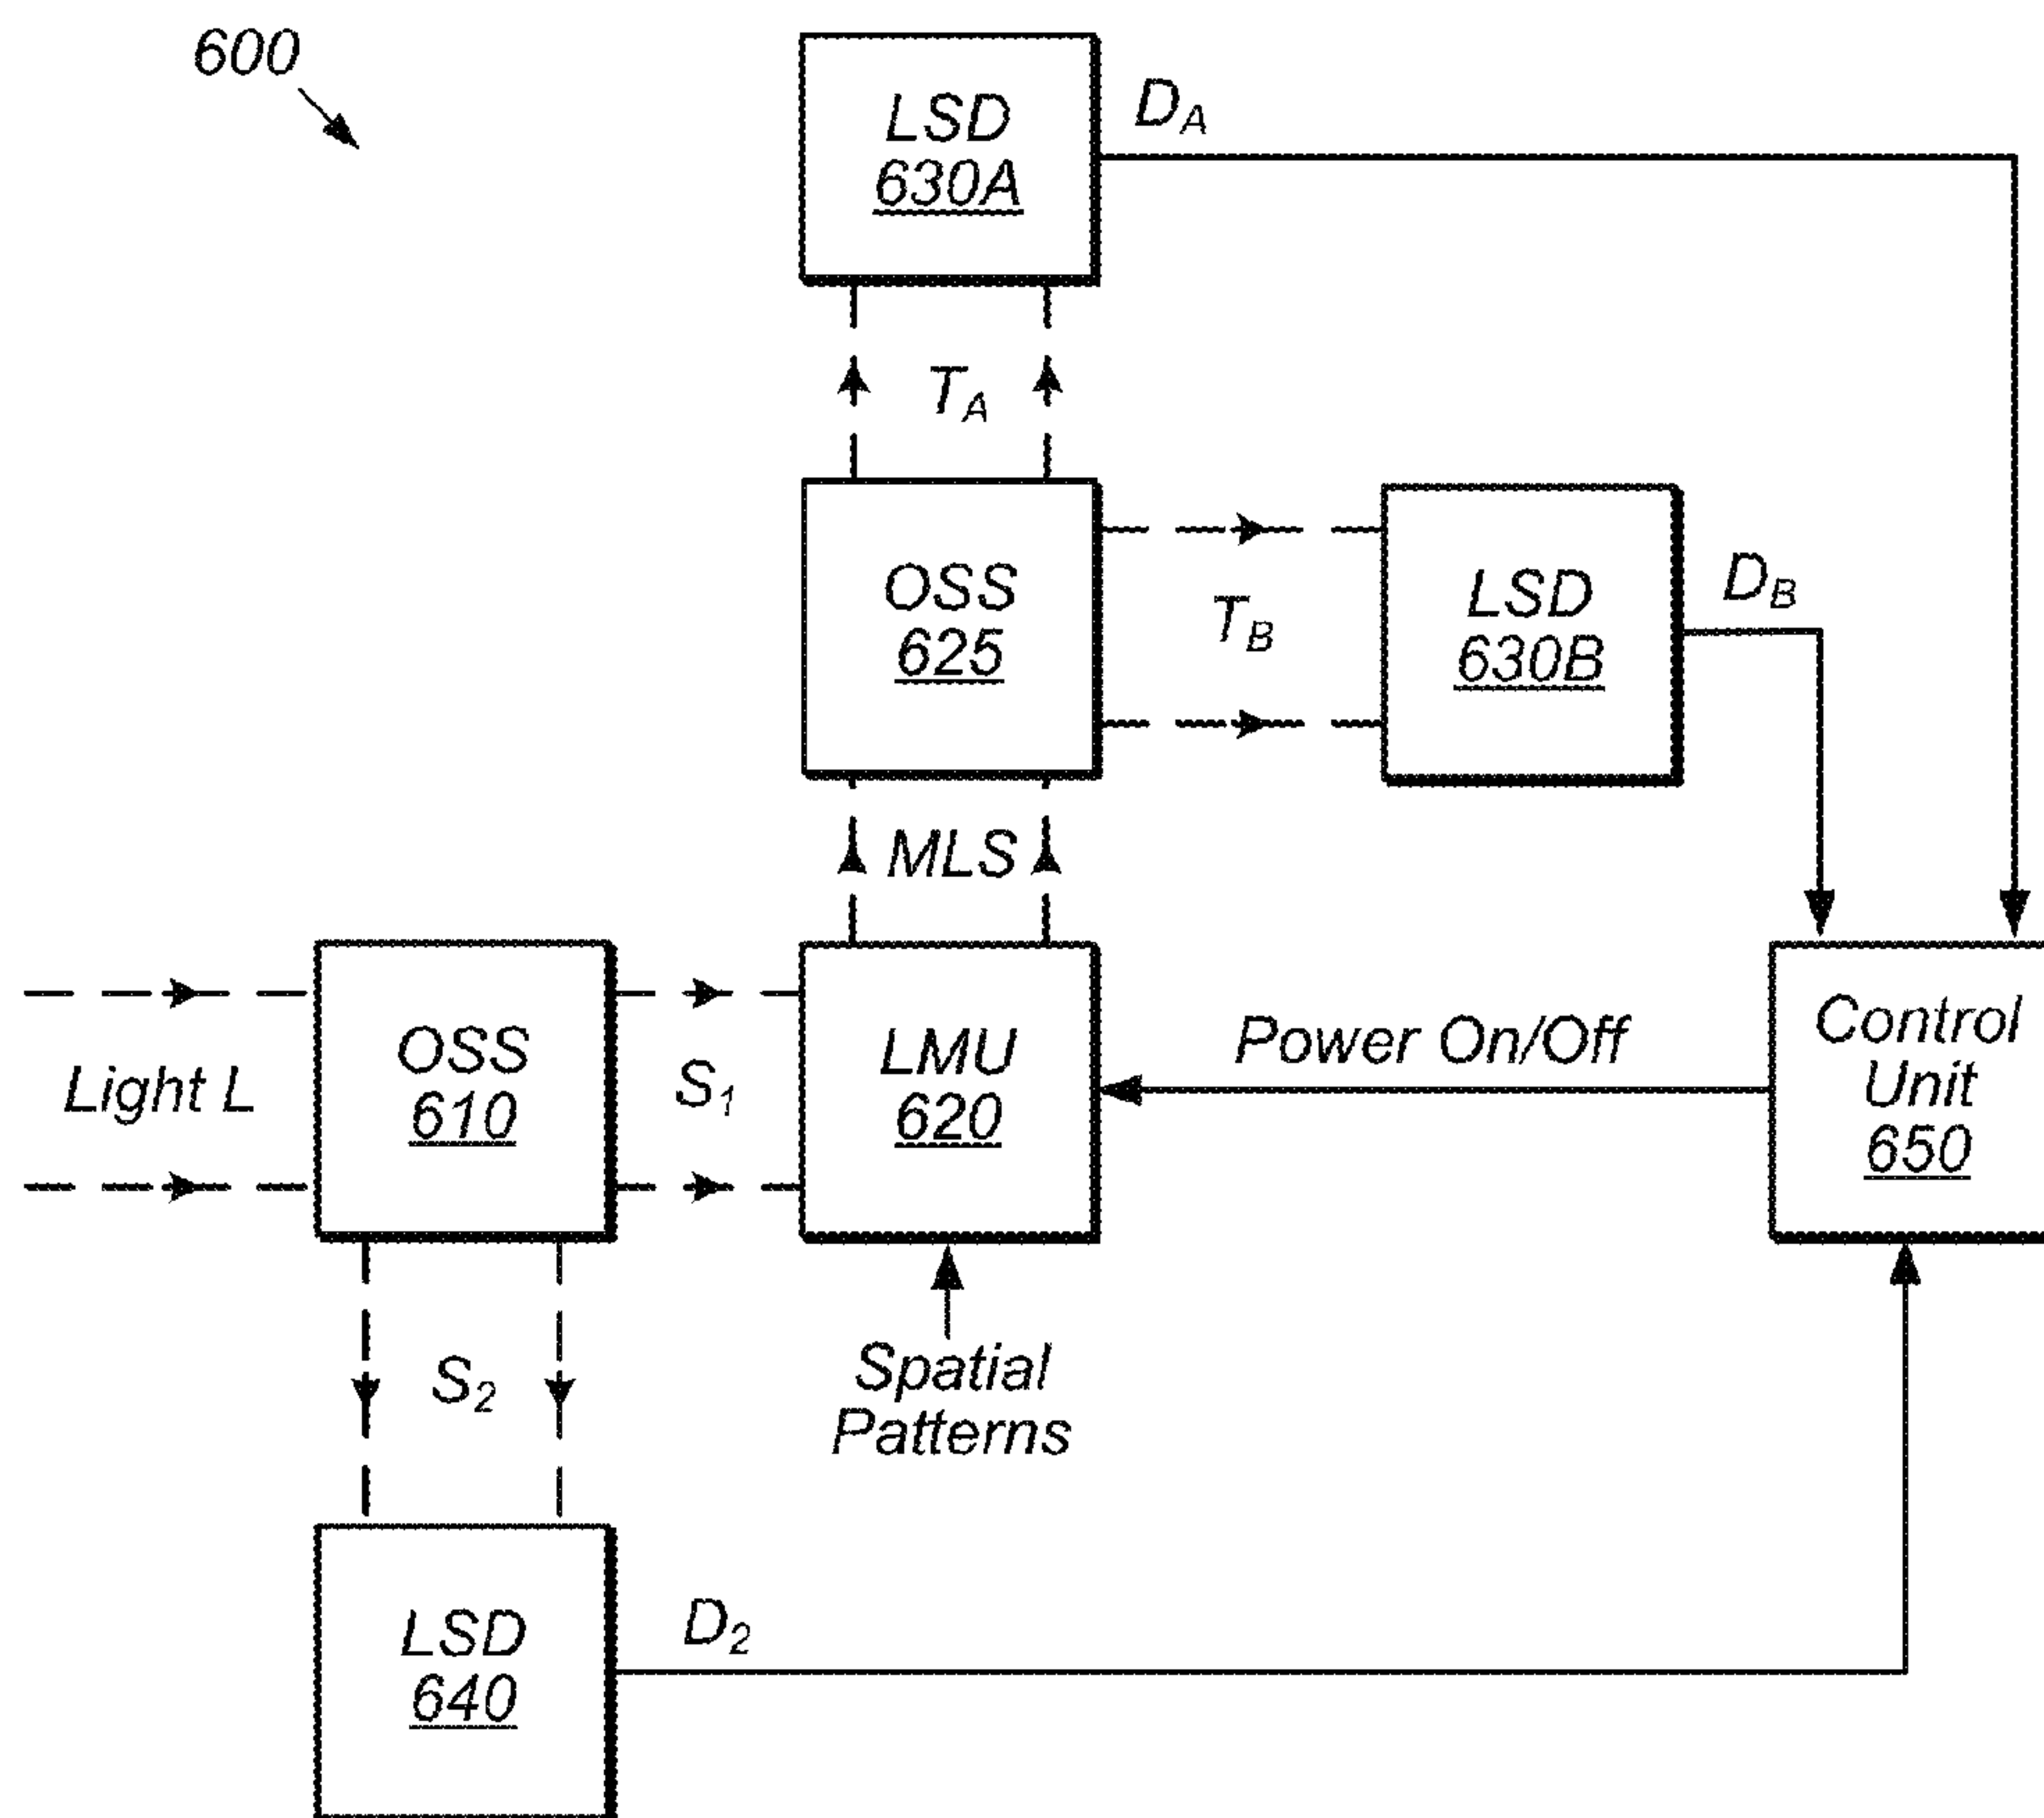 600
LSD
630A
D_A
T_A
OSS
625
T_B
LSD
630B
D_B
MLS
Light L
OSS
610
S_1
LMU
620
Power On/Off
Control
Unit
650
S_2
Spatial
Patterns
LSD
640
D_2